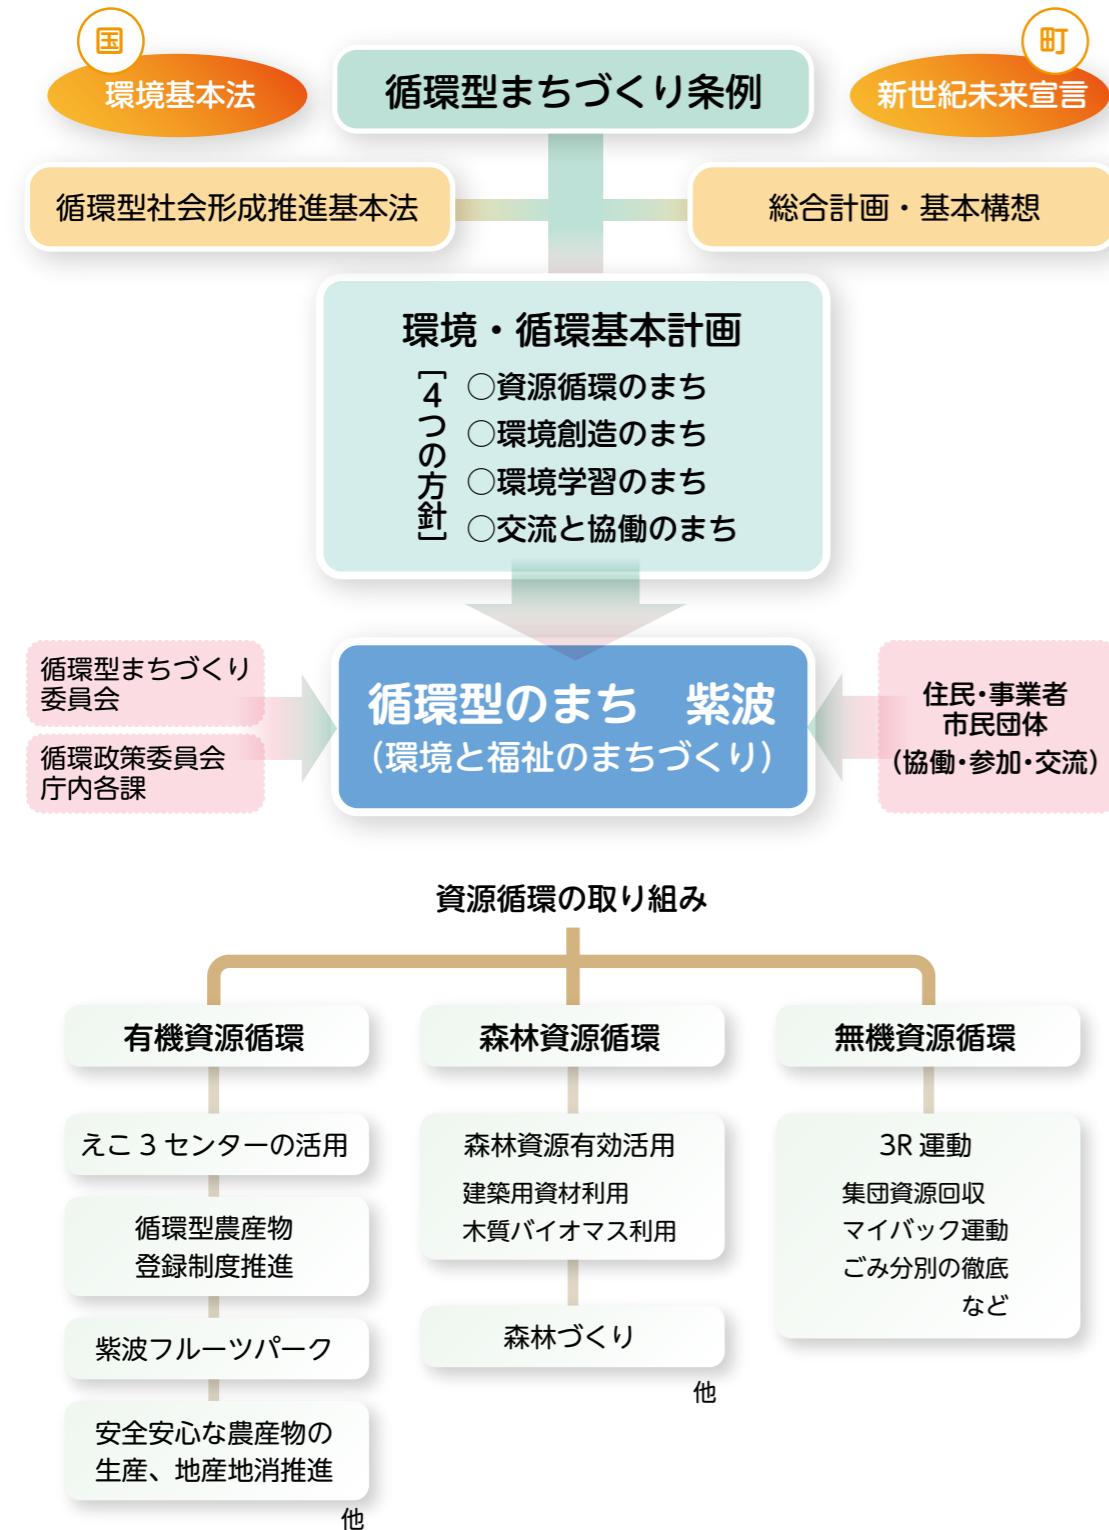 国
環境基本法
循環型まちづくり条例
町
新世紀未来宣言
循環型社会形成推進基本法
総合計画・基本構想
環境・循環基本計画
［４つの方針］
○資源循環のまち
○環境創造のまち
○環境学習のまち
○交流と協働のまち
循環型まちづくり
委員会
循環政策委員会
庁内各課
循環型のまち　紫波
（環境と福祉のまちづくり）
住民・事業者
市民団体
（協働・参加・交流）
資源循環の取り組み
有機資源循環
えこ 3 センターの活用
循環型農産物
登録制度推進
紫波フルーツパーク
安全安心な農産物の
生産、地産地消推進
他
森林資源循環
森林資源有効活用
建築用資材利用
木質バイオマス利用
森林づくり
他
無機資源循環
3R 運動
集団資源回収
マイバック運動
ごみ分別の徹底
など